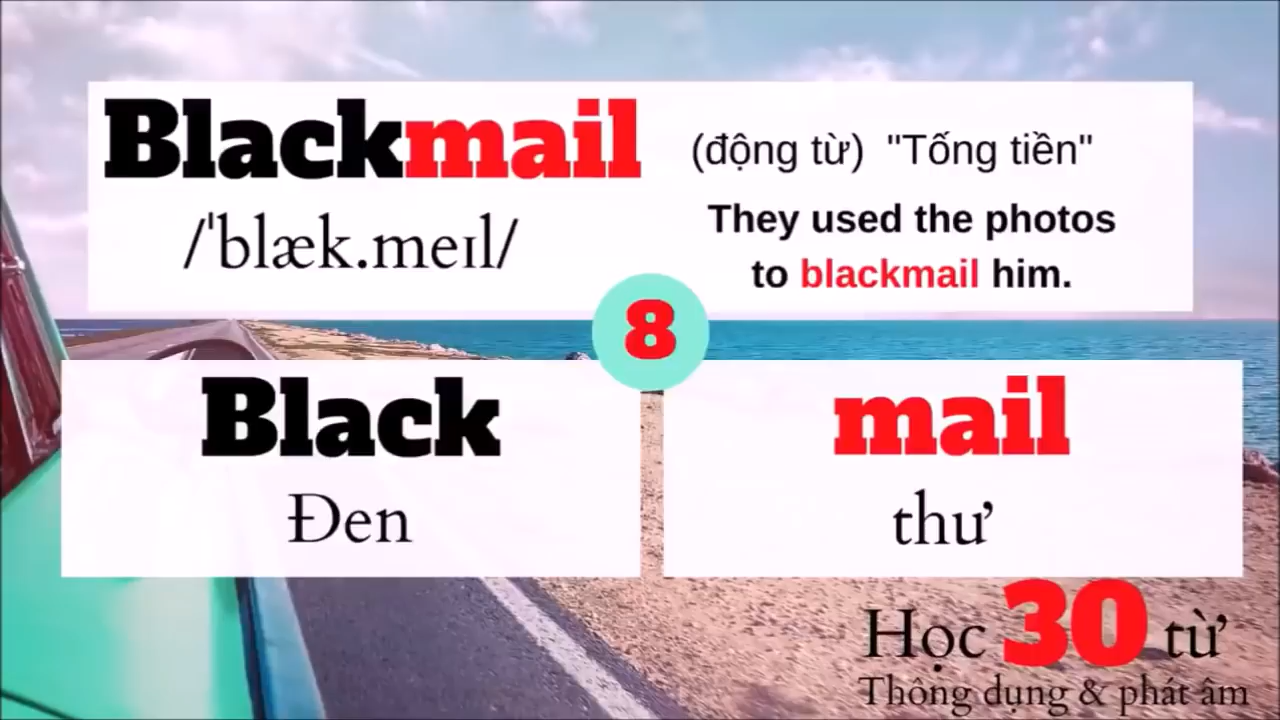 Blackmail
/ˈblæk.meɪl/
(động từ) "Tống tiền"
They used the photos
to blackmail him.
8
Black
Đen
mail
thư
Học 30 từ
Thông dụng & phát âm